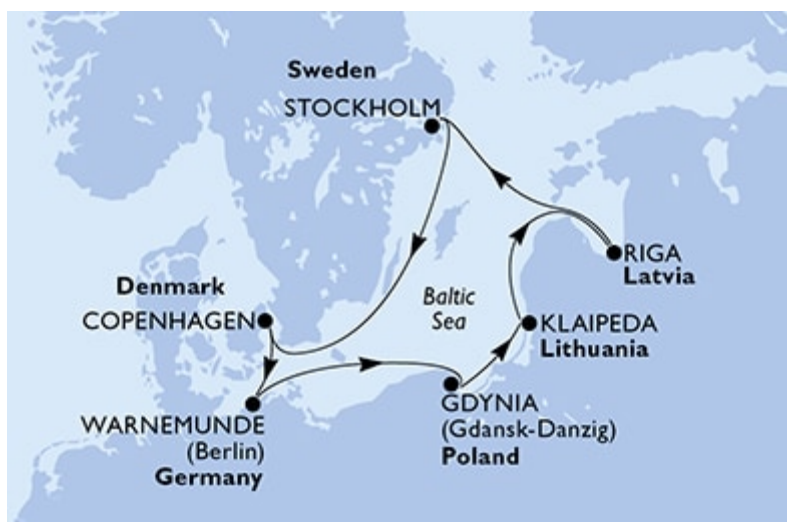 Sweden
STOCKHOLM
RIGA
Latvia
Denmark
COPENHAGEN
Baltic
Sea
KLAIPEDA
Lithuania
WARNEMUNDE
(Berlin)
Germany
GDYNIA
(Gdansk-Danzig)
Poland